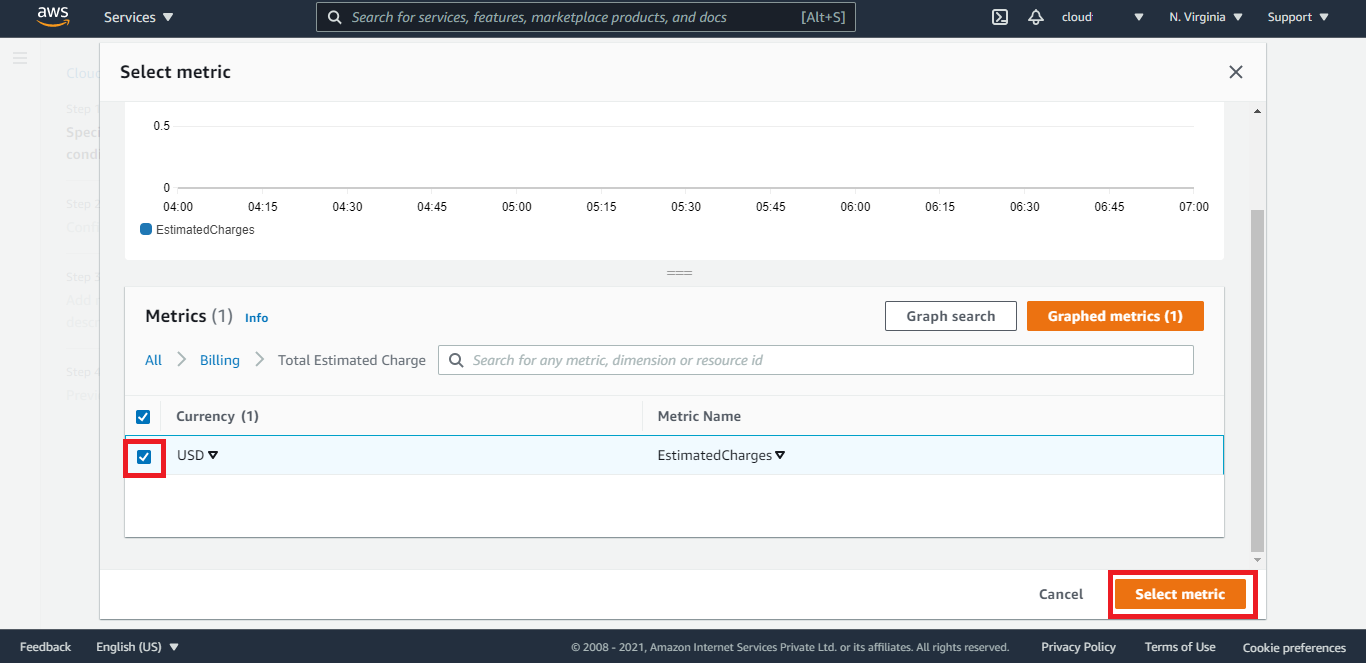 aws
Services
Search for services, features, marketplace products, and docs
[Alt+S]
cloud
N. Virginia
Support
Select metric
Cloud
Step 1
Speci
condi
Step 2
Confi
Step 3
Add
descr
Step 4
Previ
0.5
0
04:00 04:15 04:30 04:45 05:00 05:15 05:30 05:45 06:00 06:15 06:30 06:45 07:00
EstimatedCharges
Metrics (1) Info
Graph search
Graphed metrics (1)
All Billing Total Estimated Charge
Search for any metric, dimension or resource id
Currency (1) Metric Name
USD EstimatedCharges
Cancel
Select metric
Feedback English (US) © 2008 - 2021, Amazon Internet Services Private Ltd. or its affiliates. All rights reserved. Privacy Policy Terms of Use Cookie preferences